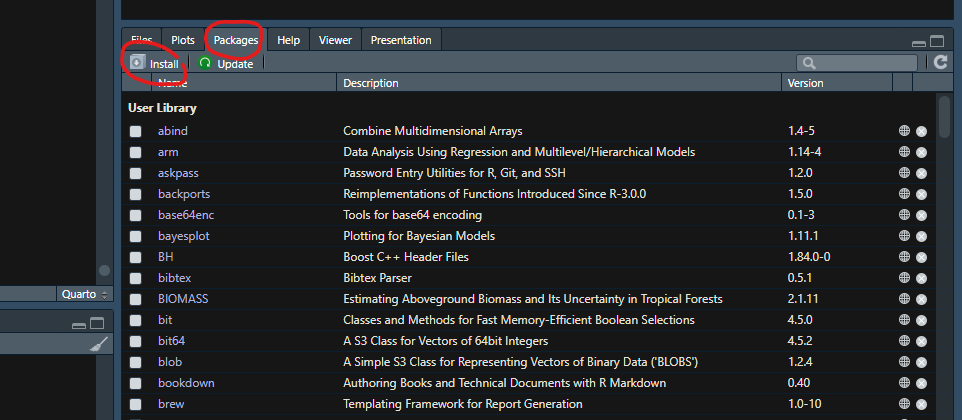 Files Plots Packages Help Viewer Presentation
Install Update
Name Description Version
User Library
abind Combine Multidimensional Arrays 1.4-5
arm Data Analysis Using Regression and Multilevel/Hierarchical Models 1.14-4
askpass Password Entry Utilities for R, Git, and SSH 1.2.0
backports Reimplementations of Functions Introduced Since R-3.0.0 1.5.0
base64enc Tools for base64 encoding 0.1-3
bayesplot Plotting for Bayesian Models 1.11.1
BH Boost C++ Header Files 1.84.0-0
bibtex Bibtex Parser 0.5.1
Quarto
BIOMASS Estimating Aboveground Biomass and Its Uncertainty in Tropical Forests 2.1.11
bit Classes and Methods for Fast Memory-Efficient Boolean Selections 4.5.0
bit64 A S3 Class for Vectors of 64bit Integers 4.5.2
blob A Simple S3 Class for Representing Vectors of Binary Data ('BLOBS') 1.2.4
bookdown Authoring Books and Technical Documents with R Markdown 0.40
brew Templating Framework for Report Generation 1.0-10